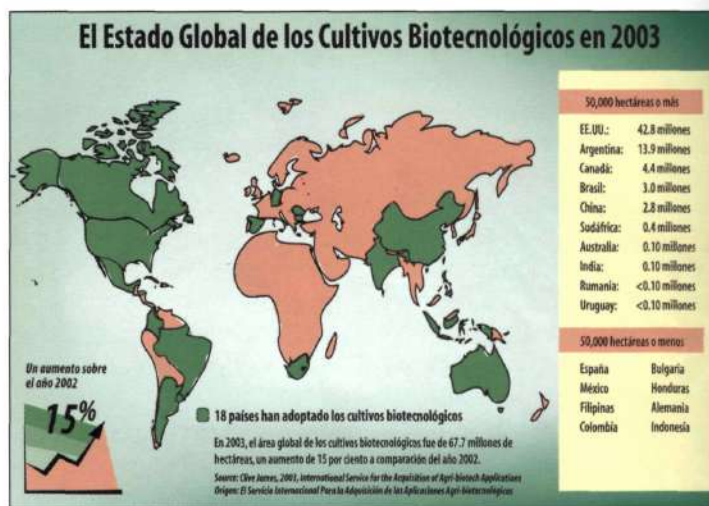 El Estado Global de los Cultivos Biotecnológicos en 2003
50,000 hectáreas o más
EE.UU.: 42.8 millones
Argentina: 13.9 millones
Canadá: 4.4 millones
Brasil: 3.0 millones
China: 2.8 millones
Sudáfrica: 0.4 millones
Australia: 0.10 millones
India: 0.10 millones
Rumania: <0.10 millones
Uruguay: <0.10 millones
50,000 hectáreas o menos
España Bulgaria
México Honduras
Filipinas Alemania
Colombia Indonesia
Un aumento sobre
el año 2002
15%
18 países han adoptado los cultivos biotecnológicos
En 2003, el área global de los cultivos biotecnológicos fue de 67.7 millones de
hectáreas, un aumento de 15 por ciento a comparación del año 2002.
Source: Clive James, 2003, International Service for the Acquisition of Agri-biotech Applications
Origen: El Servicio Internacional Para la Adquisición de las Aplicaciones Agri-biotecnológicos